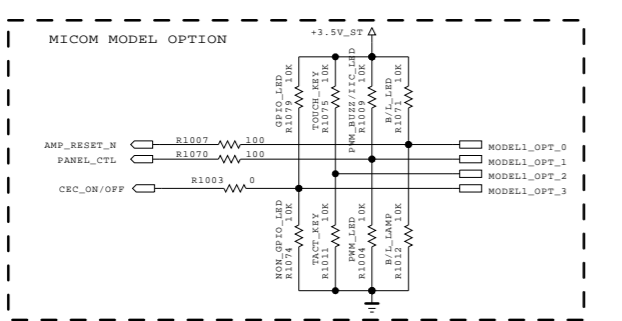 MICOM MODEL OPTION
+3.5V_ST
GPIO_LED
R1079 10K
TOUCH_KEY
R1075 10K
PWM_BUZZ/IIC_LED
R1009 10K
B/L_LED
R1071 10K
AMP_RESET_N
R1007 100
MODEL1_OPT_0
PANEL_CTL
R1070 100
MODEL1_OPT_1
MODEL1_OPT_2
CEC_ON/OFF
R1003 0
MODEL1_OPT_3
NON_GPIO_LED
R1074 10K
TACT_KEY
R1011 10K
PWM_LED
R1004 10K
B/L_LAMP
R1012 10K